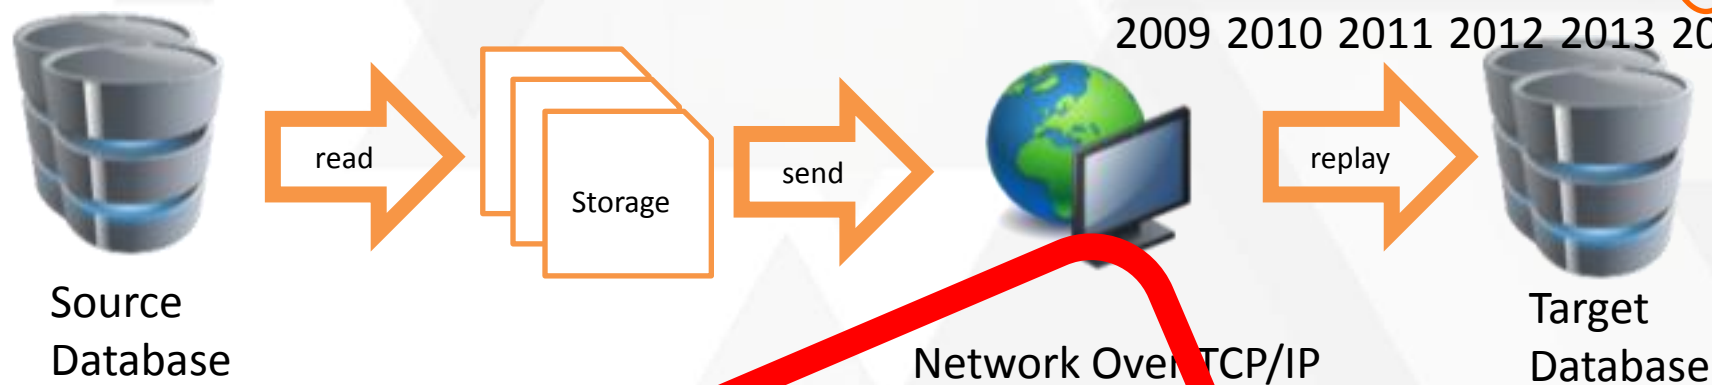 2009 2010 2011 2012 2013
read
Storage
send
replay
Source
Database
Network Over TCP/IP
Target
Database